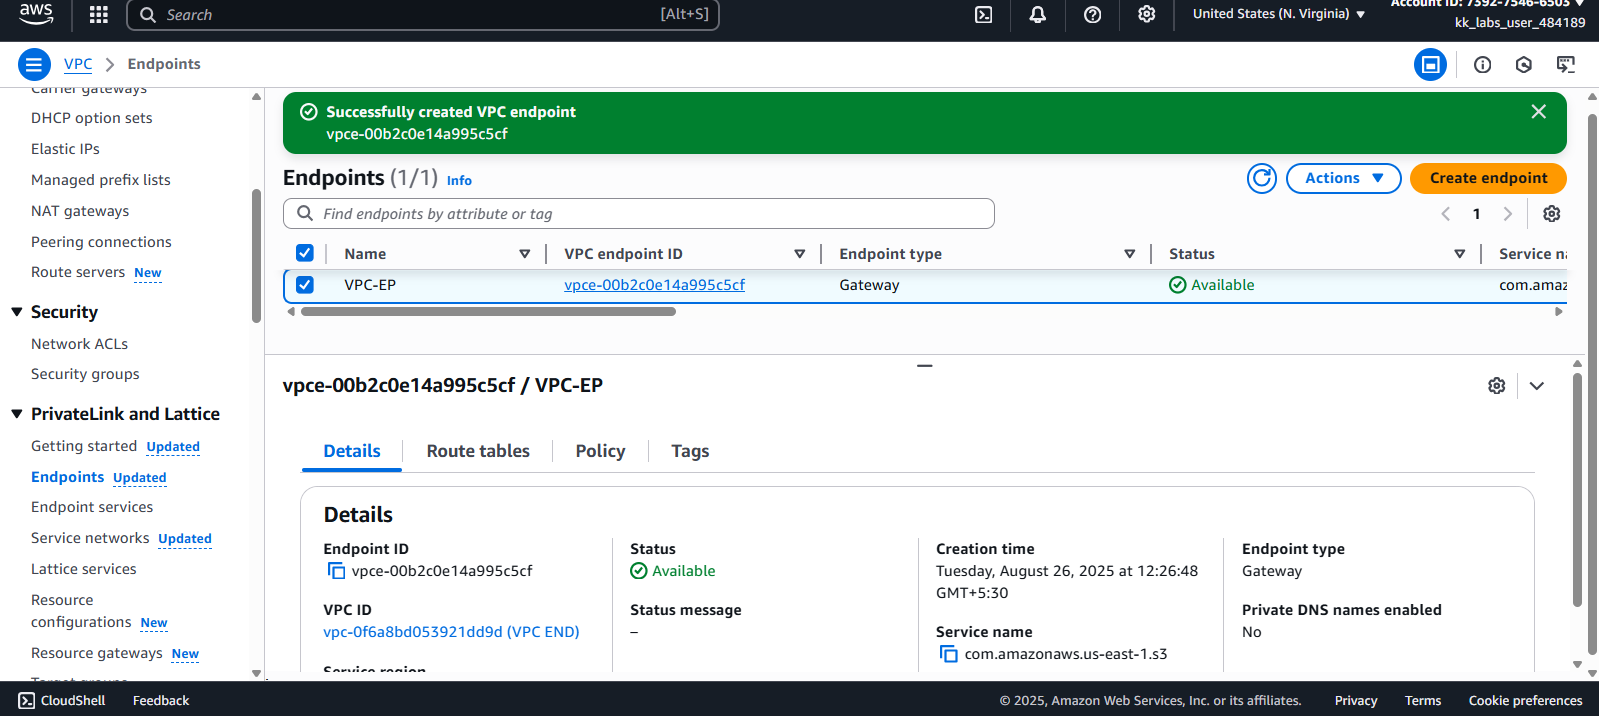 aws
Search
[Alt+S]
United States (N. Virginia) ▼
Account ID: 7392-7546-6503 ▼
kk_labs_user_484189
VPC > Endpoints
Carrier gateways
DHCP option sets
Elastic IPs
Managed prefix lists
NAT gateways
Peering connections
Route servers New
Security
Network ACLs
Security groups
PrivateLink and Lattice
Getting started Updated
Endpoints Updated
Endpoint services
Service networks Updated
Lattice services
Resource
configurations New
Resource gateways New
Target groups
Successfully created VPC endpoint
vpce-00b2c0e14a995c5cf
Endpoints (1/1) Info
Actions ▼
Create endpoint
Find endpoints by attribute or tag
1
Name
VPC endpoint ID
Endpoint type
Status
Service na
VPC-EP
vpce-00b2c0e14a995c5cf
Gateway
Available
com.amaz
vpce-00b2c0e14a995c5cf / VPC-EP
Details
Route tables
Policy
Tags
Details
Endpoint ID
vpce-00b2c0e14a995c5cf
VPC ID
vpc-0f6a8bd053921dd9d (VPC END)
Service region
Status
Available
Status message
–
Creation time
Tuesday, August 26, 2025 at 12:26:48
GMT+5:30
Service name
com.amazonaws.us-east-1.s3
Endpoint type
Gateway
Private DNS names enabled
No
CloudShell
Feedback
© 2025, Amazon Web Services, Inc. or its affiliates.
Privacy
Terms
Cookie preferences